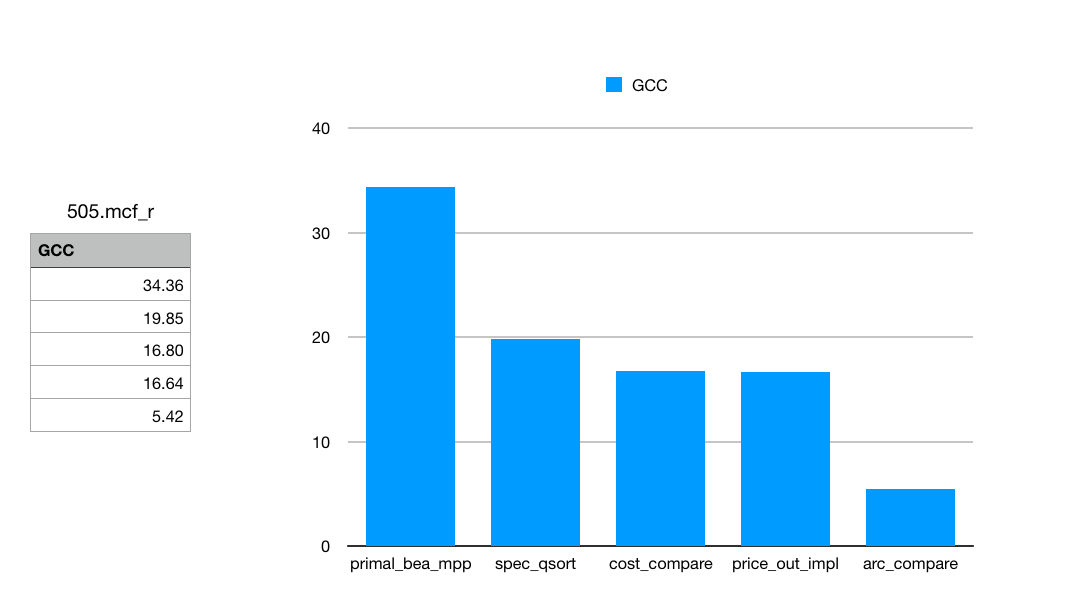 505.mcf_r
GCC
34.36
19.85
16.80
16.64
5.42
GCC
40
30
20
10
0
primal_bea_mpp spec_qsort cost_compare price_out_impl arc_compare